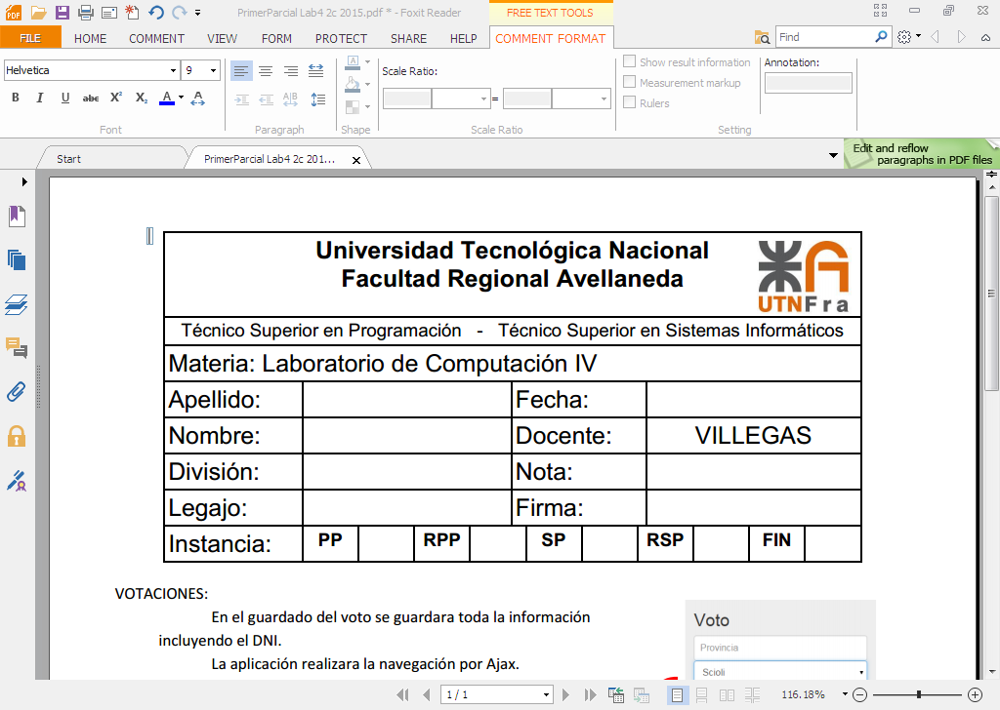 PrimerParcial Lab4 2c 2015.pdf * - Foxit Reader
FREE TEXT TOOLS
FILE
HOME
COMMENT
VIEW
FORM
PROTECT
SHARE
HELP
COMMENT FORMAT
Find
Helvetica
9
Scale Ratio:
=
Show result information
Measurement markup
Rulers
Annotation:
B I U abc X² X₂ A A
Font
Paragraph
Shape
Scale Ratio
Setting
Start
PrimerParcial Lab4 2c 201... x
Edit and reflow
paragraphs in PDF files
Universidad Tecnológica Nacional
Facultad Regional Avellaneda
UTNFra
Técnico Superior en Programación - Técnico Superior en Sistemas Informáticos
Materia: Laboratorio de Computación IV
Apellido: Fecha:
Nombre: Docente: VILLEGAS
División: Nota:
Legajo: Firma:
Instancia: PP RPP SP RSP FIN
VOTACIONES:
En el guardado del voto se guardara toda la información
incluyendo el DNI.
La aplicación realizara la navegación por Ajax.
Voto
Provincia
Scioli
1 / 1
116.18%